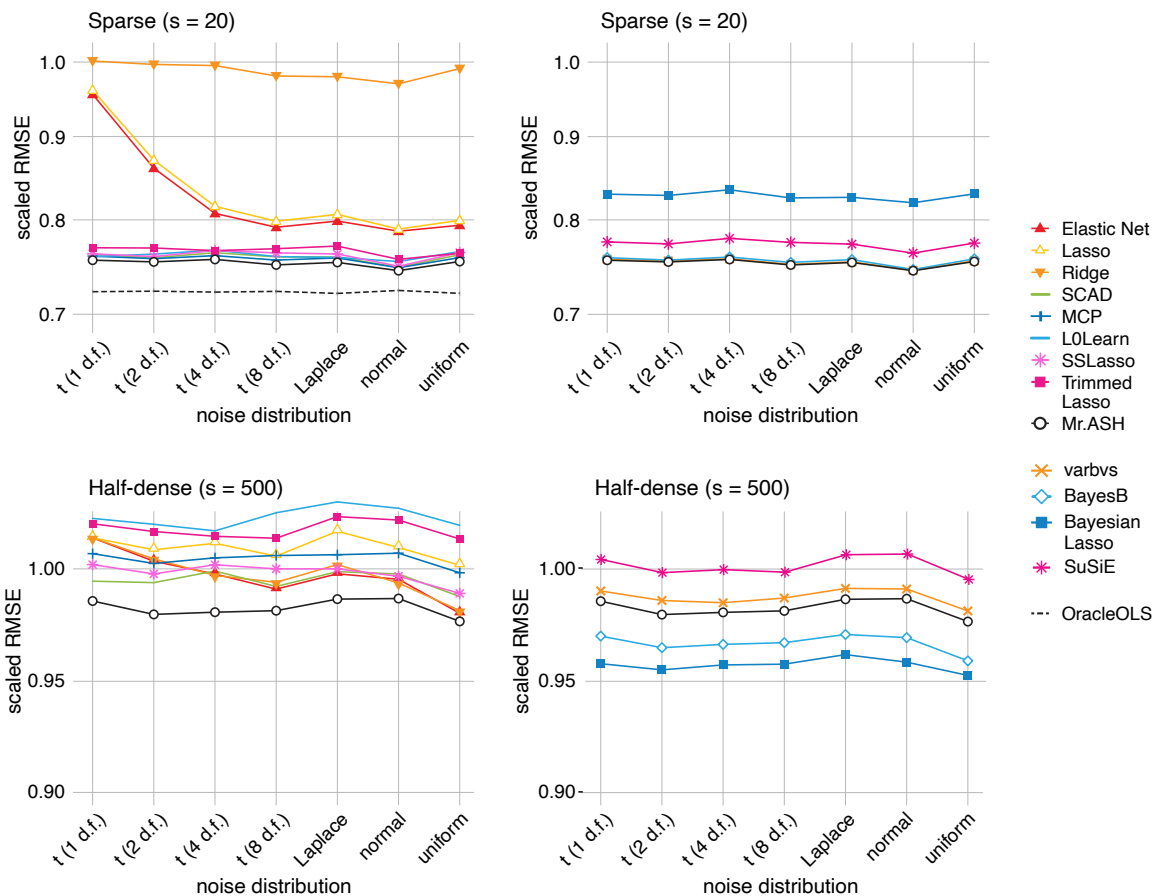 Sparse (s = 20)
1.0
0.9
0.8
0.7
scaled RMSE
t (1 d.f.)
t (2 d.f.)
t (4 d.f.)
t (8 d.f.)
Laplace
normal
uniform
noise distribution
Sparse (s = 20)
1.0
0.9
0.8
0.7
scaled RMSE
t (1 d.f.)
t (2 d.f.)
t (4 d.f.)
t (8 d.f.)
Laplace
normal
uniform
noise distribution
Half-dense (s = 500)
1.00
0.95
0.90
scaled RMSE
t (1 d.f.)
t (2 d.f.)
t (4 d.f.)
t (8 d.f.)
Laplace
normal
uniform
noise distribution
Half-dense (s = 500)
1.00
0.95
0.90
scaled RMSE
t (1 d.f.)
t (2 d.f.)
t (4 d.f.)
t (8 d.f.)
Laplace
normal
uniform
noise distribution
Elastic Net
Lasso
Ridge
SCAD
MCP
L0Learn
SSLasso
Trimmed
Lasso
Mr.ASH
varbvs
BayesB
Bayesian
Lasso
SuSiE
OracleOLS